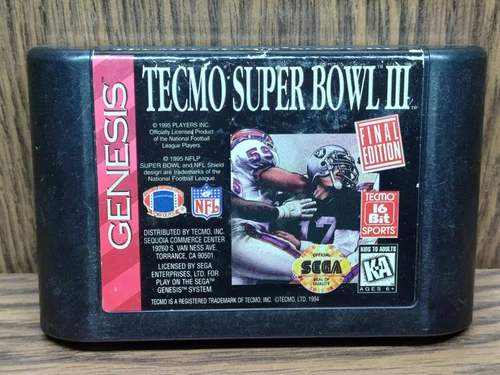 GENESIS
TECMO SUPER BOWL III
FINAL
EDITION
© 1995 PLAYERS INC.
Officially Licensed Product
of the National Football
League Players.
© 1995 NFLP
SUPER BOWL and NFL Shield
design are trademarks of the
National Football League.
NFL
DISTRIBUTED BY TECMO, INC.
SEQUOIA COMMERCE CENTER
19260 S. VAN NESS AVE.
TORRANCE, CA 90501
LICENSED BY SEGA
ENTERPRISES, LTD. FOR
PLAY ON THE SEGA™
GENESIS™ SYSTEM.
52
17
TECMO
16
Bit
SPORTS
OFFICIAL
SEGA
SEAL OF
QUALITY
KIDS TO ADULTS
K-A
AGES 6+
TECMO IS A REGISTERED TRADEMARK OF TECMO, INC. ©TECMO, LTD. 1994